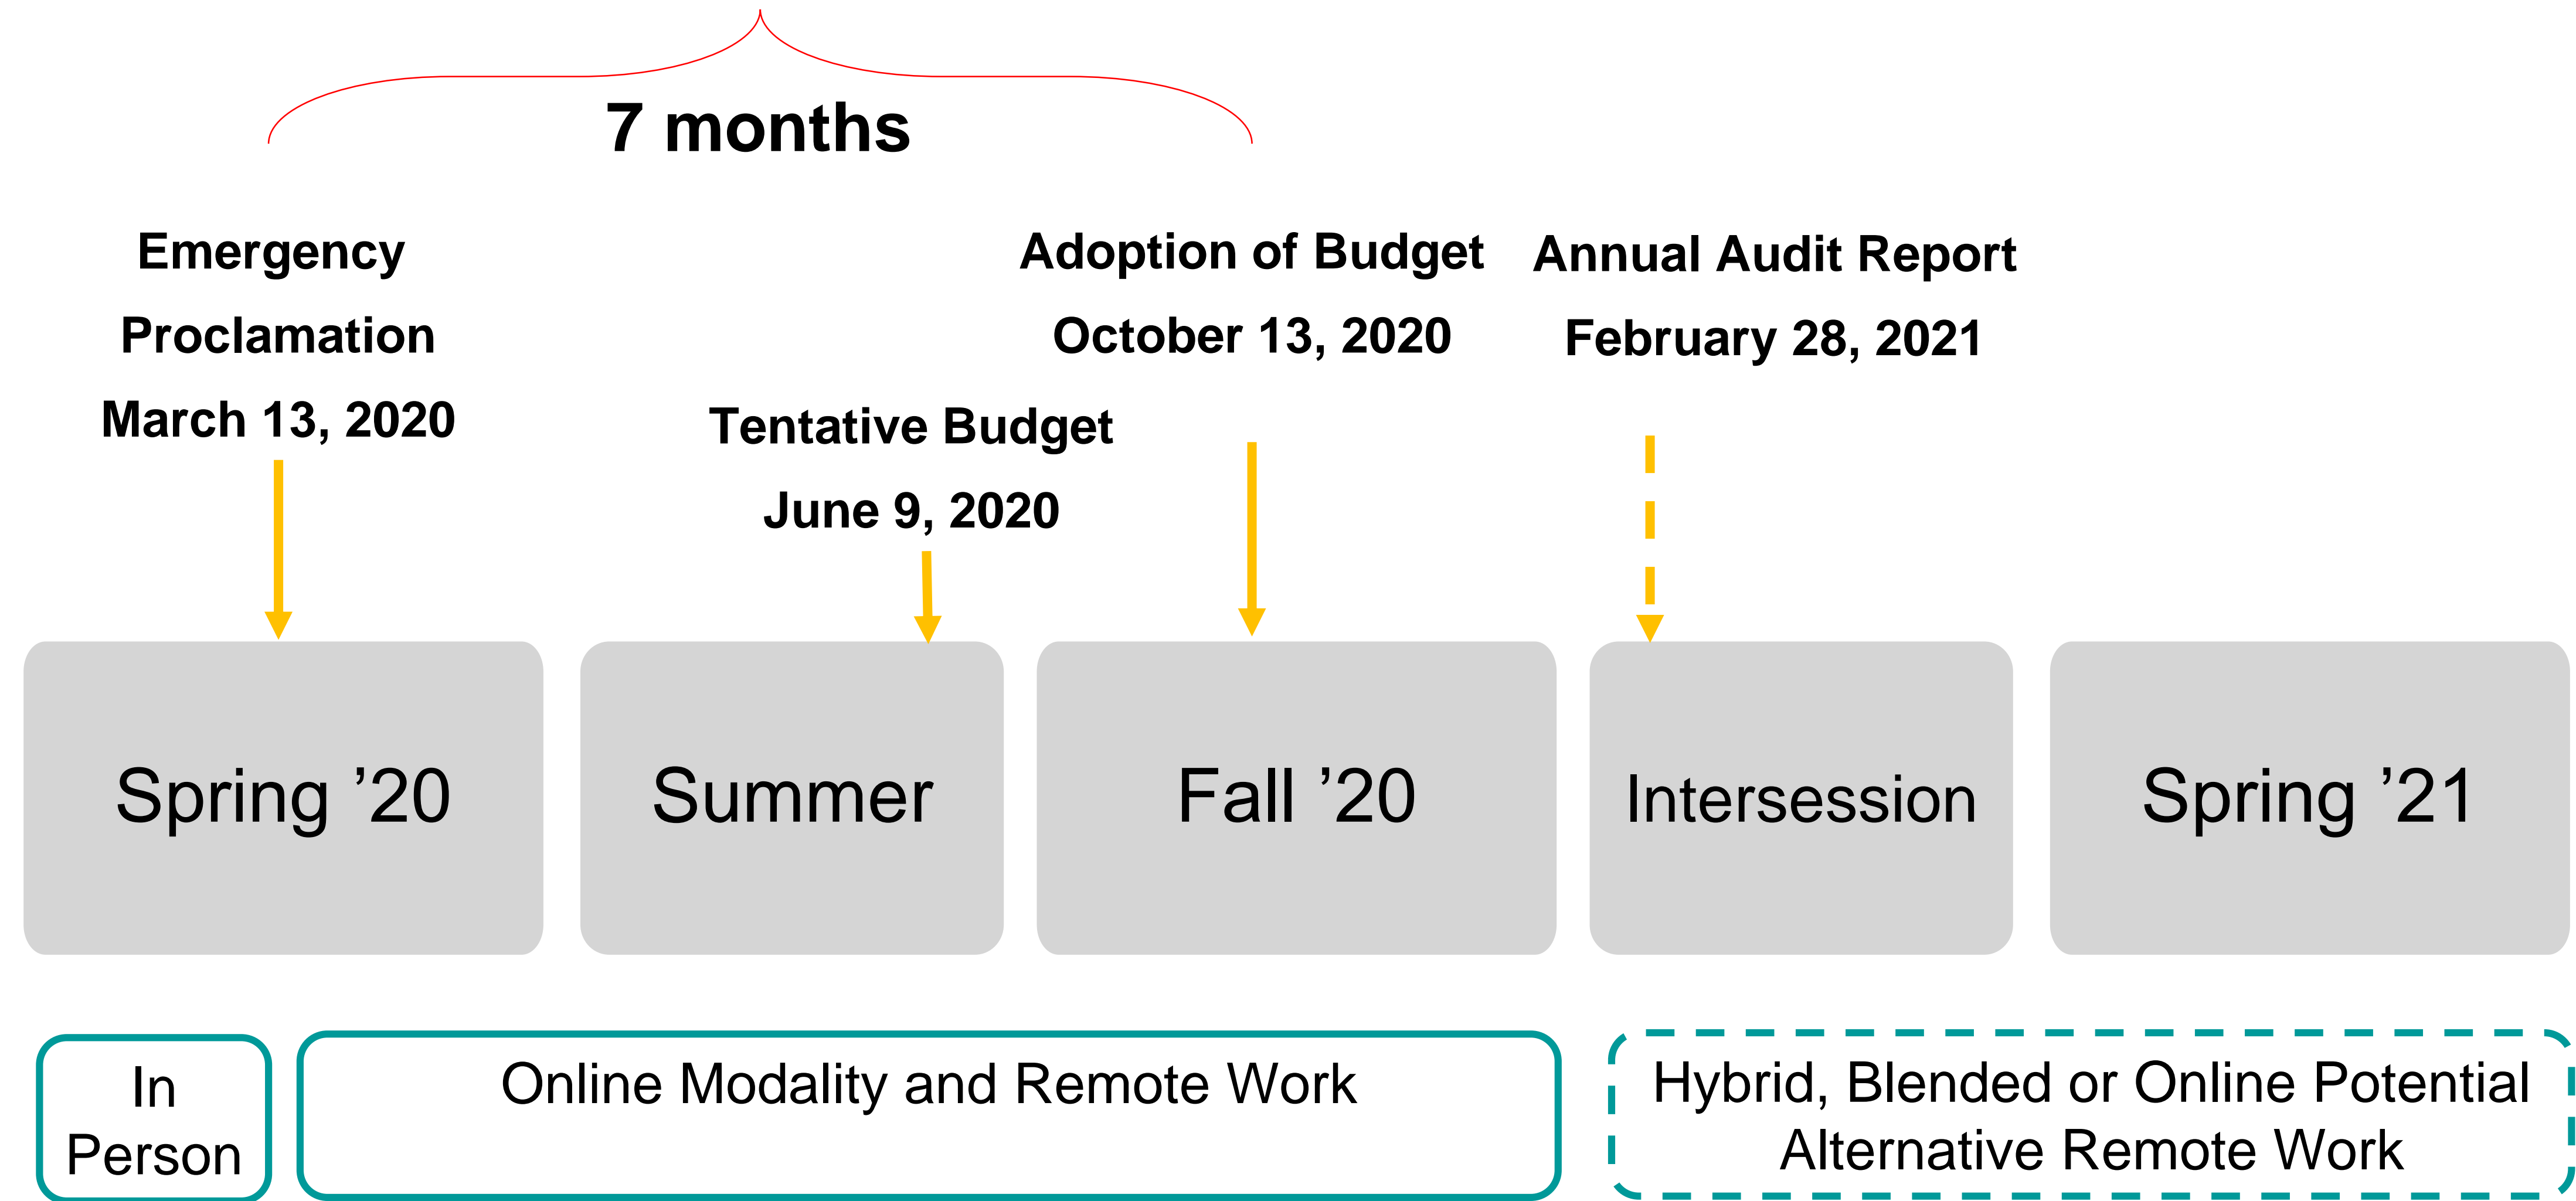 7 months
Emergency
Proclamation
March 13, 2020
Tentative Budget
June 9, 2020
Adoption of Budget
October 13, 2020
Annual Audit Report
February 28, 2021
Spring ’20
Summer
Fall ’20
Intersession
Spring ’21
In
Person
Online Modality and Remote Work
Hybrid, Blended or Online Potential
Alternative Remote Work